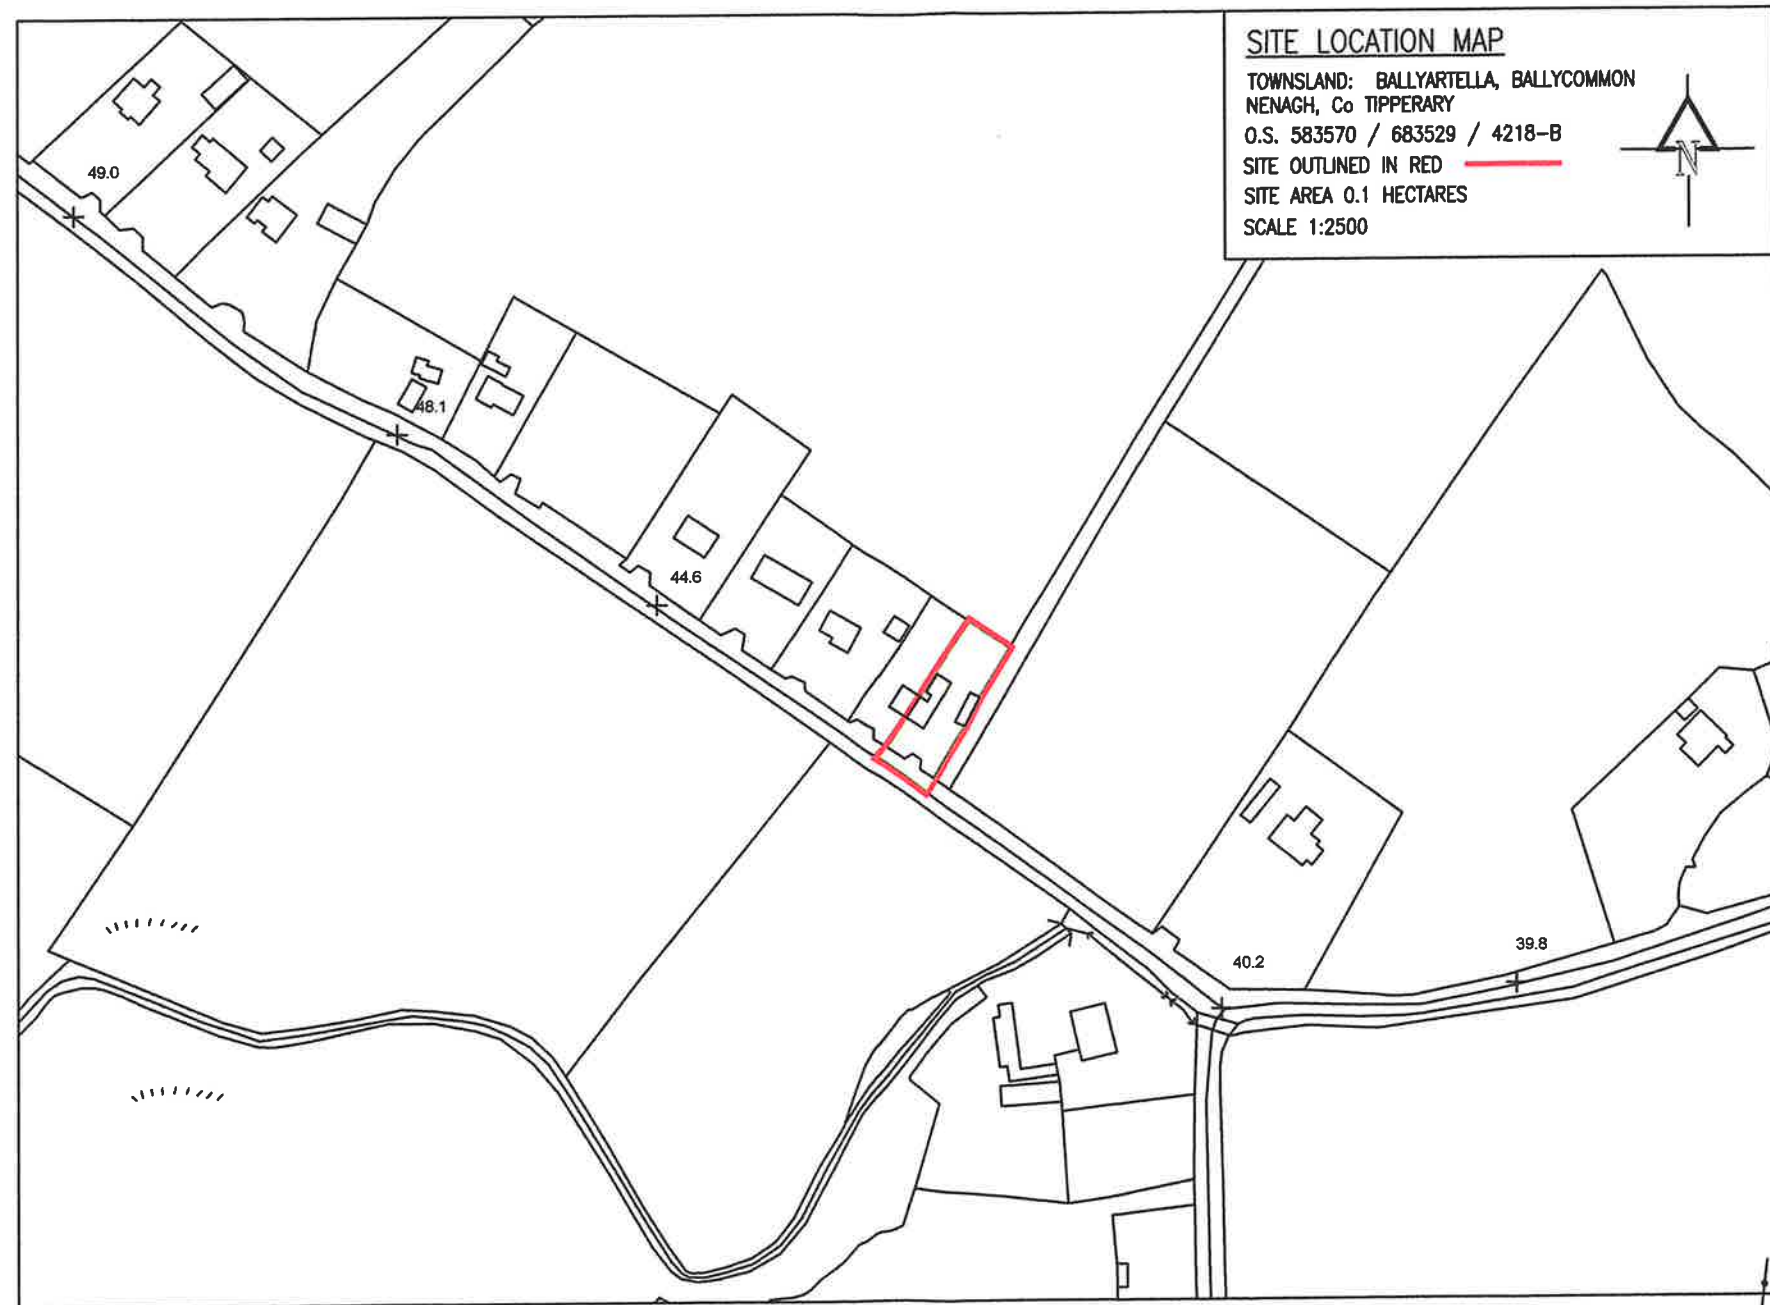 SITE LOCATION MAP
TOWNSLAND: BALLYARTELLA, BALLYCOMMON
NENAGH, Co TIPPERARY
O.S. 583570 / 683529 / 4218-B
SITE OUTLINED IN RED
SITE AREA 0.1 HECTARES
SCALE 1:2500
N
49.0
48.1
44.6
39.8
40.2